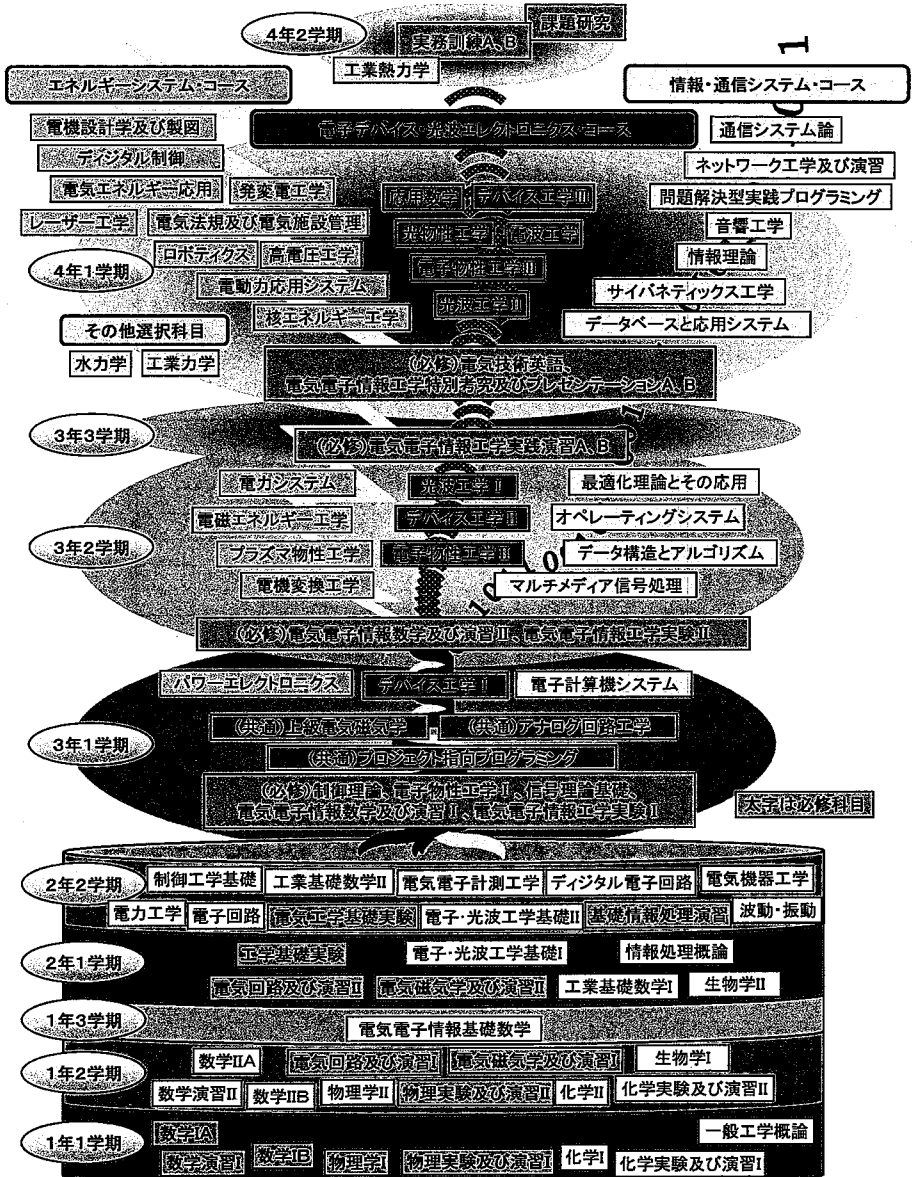 4年2学期
課題研究
実務訓練A、B
工業熱力学
エネルギーシステム・コース
情報・通信システム・コース
電子デバイス・光波エレクトロニクス・コース
電機設計学及び製図
通信システム論
ディジタル制御
ネットワーク工学及び演習
電気エネルギー応用
発変電工学
応用数学
デバイス工学III
問題解決型実践プログラミング
レーザー工学
電気法規及び電気施設管理
光物性工学
電波工学
音響工学
4年1学期
ロボティクス
高電圧工学
電子物性工学III
情報理論
電動力応用システム
光波工学II
サイバネティックス工学
核エネルギー工学
データベースと応用システム
その他選択科目
水力学
工業力学
(必修)電気技術英語、
電気電子情報工学特別考究及びプレゼンテーションA、B
3年3学期
(必修)電気電子情報工学実践演習A、B
電力システム
光波工学I
最適化理論とその応用
電磁エネルギー工学
デバイス工学II
オペレーティングシステム
3年2学期
プラズマ物性工学
電子物性工学II
データ構造とアルゴリズム
電機変換工学
マルチメディア信号処理
(必修)電気電子情報数学及び演習II、電気電子情報工学実験II
パワーエレクトロニクス
デバイス工学I
電子計算機システム
3年1学期
(共通)上級電気磁気学
(共通)アナログ回路工学
(共通)プロジェクト指向プログラミング
(必修)制御理論、電子物性工学I、信号理論基礎、
電気電子情報数学及び演習I、電気電子情報工学実験I
太字は必修科目
2年2学期
制御工学基礎
工業基礎数学II
電気電子計測工学
ディジタル電子回路
電気機器工学
電力工学
電子回路
電気工学基礎実験
電子・光波工学基礎II
基礎情報処理演習
波動・振動
2年1学期
工学基礎実験
電子・光波工学基礎I
情報処理概論
電気回路及び演習II
電気磁気学及び演習II
工業基礎数学I
生物学II
1年3学期
電気電子情報基礎数学
1年2学期
数学IIA
電気回路及び演習I
電気磁気学及び演習I
生物学I
数学演習II
数学IIB
物理学II
物理実験及び演習II
化学II
化学実験及び演習II
1年1学期
数学IA
一般工学概論
数学演習I
数学IB
物理学I
物理実験及び演習I
化学I
化学実験及び演習I